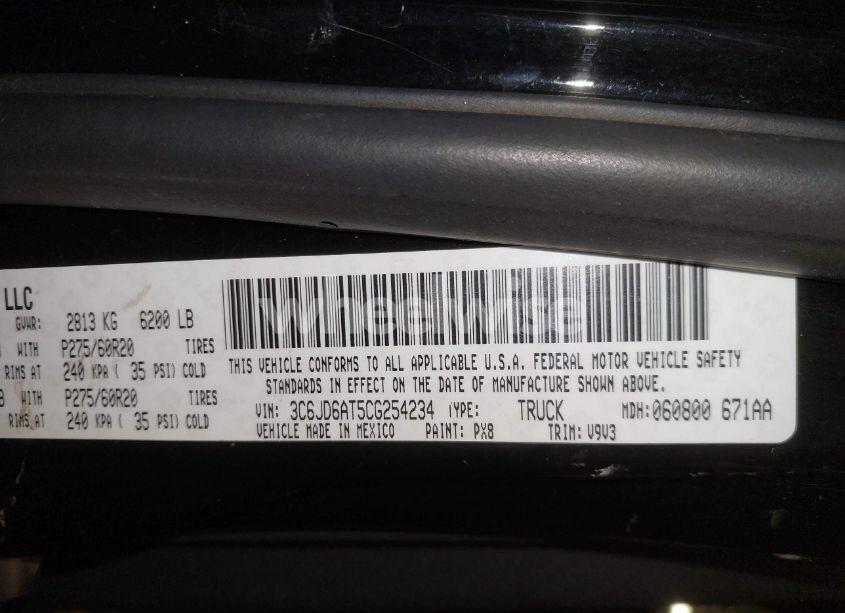 LLC
GVWR: 2813 KG 6200 LB
WITH P275/60R20 TIRES
RIMS AT 240 KPA ( 35 PSI) COLD
B WITH P275/60R20 TIRES
RIMS AT 240 KPA ( 35 PSI) COLD
wheelwise
THIS VEHICLE CONFORMS TO ALL APPLICABLE U.S.A. FEDERAL MOTOR VEHICLE SAFETY
STANDARDS IN EFFECT ON THE DATE OF MANUFACTURE SHOWN ABOVE.
VIN: 3C6JD6AT5CG254234 TYPE: TRUCK MDH:060800 671AA
VEHICLE MADE IN MEXICO PAINT: PX8 TRIM: V9V3